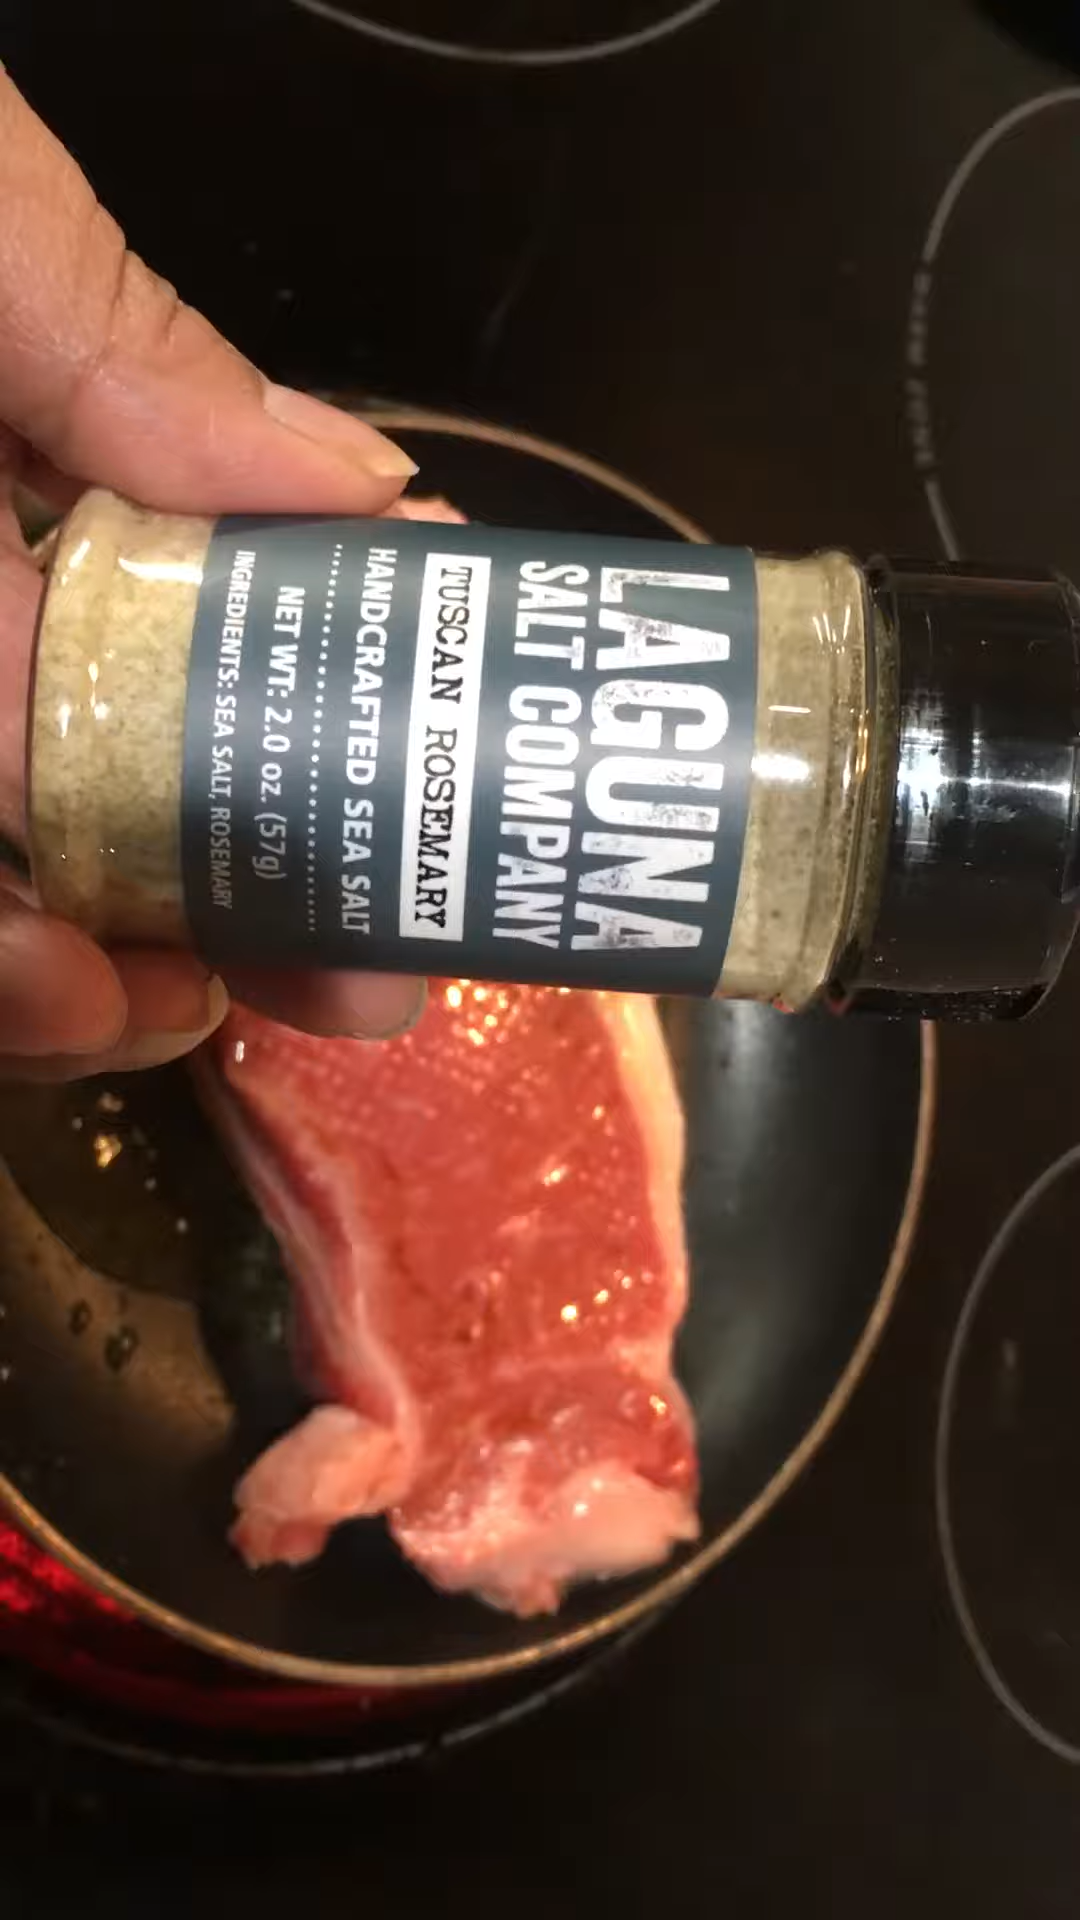 LAGUNA
SALT COMPANY
TUSCAN ROSEMARY
HANDCRAFTED SEA SALT
NET WT: 2.0 oz. (57g)
INGREDIENTS: SEA SALT, ROSEMARY